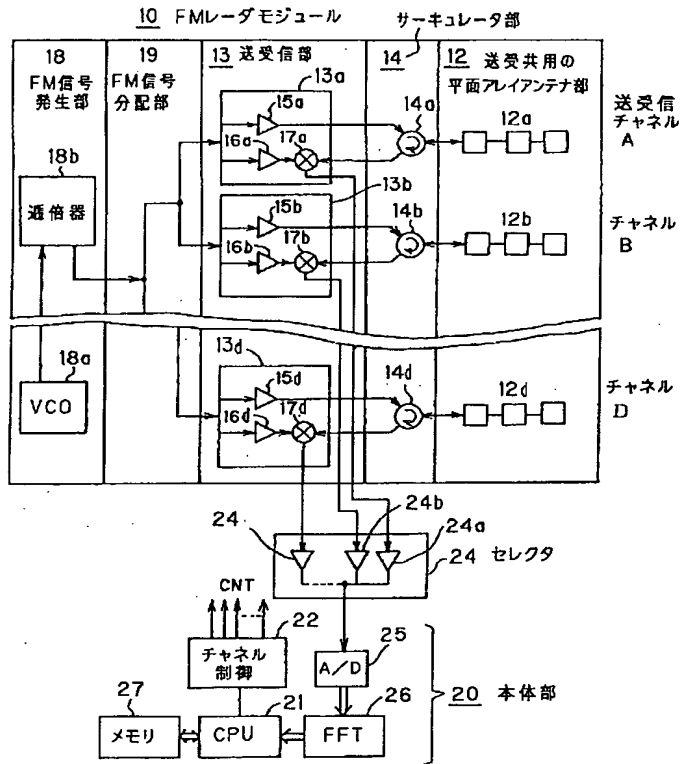 10 FMレーダモジュール
サーキュレータ部
18
FM信号
発生部
19
FM信号
分配部
13 送受信部
14
12 送受共用の
平面アレイアンテナ部
送受信
チャネル
A
13a
15a
16a
17a
14a
12a
18b
逓倍器
13b
15b
16b
17b
14b
12b
チャネル
B
18a
VCO
13d
15d
16d
17d
14d
12d
チャネル
D
24
24b
24a
24 セレクタ
CNT
22
チャネル
制御
25
A/D
20 本体部
27
メモリ
21
CPU
26
FFT